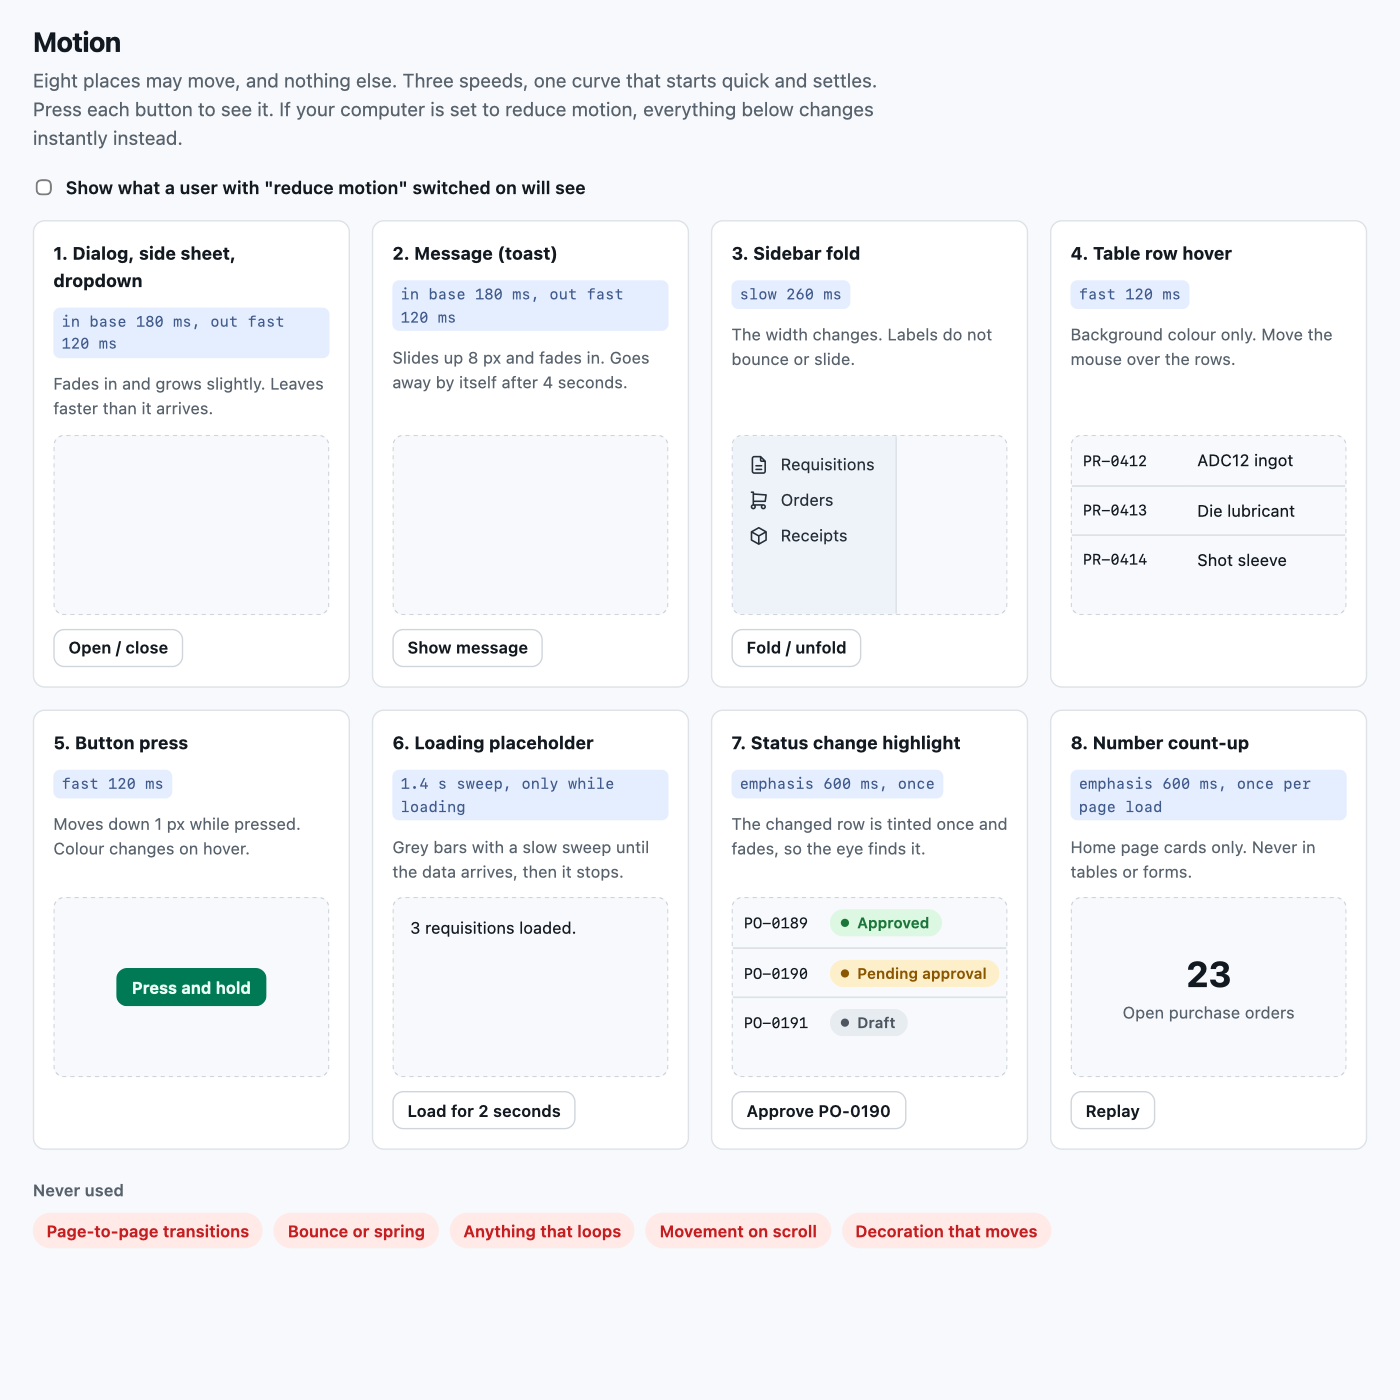 Motion
Eight places may move, and nothing else. Three speeds, one curve that starts quick and settles.
Press each button to see it. If your computer is set to reduce motion, everything below changes
instantly instead.
Show what a user with "reduce motion" switched on will see
1. Dialog, side sheet,
dropdown
in base 180 ms, out fast
120 ms
Fades in and grows slightly. Leaves
faster than it arrives.
Open / close
2. Message (toast)
in base 180 ms, out fast
120 ms
Slides up 8 px and fades in. Goes
away by itself after 4 seconds.
Show message
3. Sidebar fold
slow 260 ms
The width changes. Labels do not
bounce or slide.
Requisitions
Orders
Receipts
Fold / unfold
4. Table row hover
fast 120 ms
Background colour only. Move the
mouse over the rows.
PR-0412 ADC12 ingot
PR-0413 Die lubricant
PR-0414 Shot sleeve
5. Button press
fast 120 ms
Moves down 1 px while pressed.
Colour changes on hover.
Press and hold
6. Loading placeholder
1.4 s sweep, only while
loading
Grey bars with a slow sweep until
the data arrives, then it stops.
3 requisitions loaded.
Load for 2 seconds
7. Status change highlight
emphasis 600 ms, once
The changed row is tinted once and
fades, so the eye finds it.
PO-0189 Approved
PO-0190 Pending approval
PO-0191 Draft
Approve PO-0190
8. Number count-up
emphasis 600 ms, once per
page load
Home page cards only. Never in
tables or forms.
23
Open purchase orders
Replay
Never used
Page-to-page transitions
Bounce or spring
Anything that loops
Movement on scroll
Decoration that moves